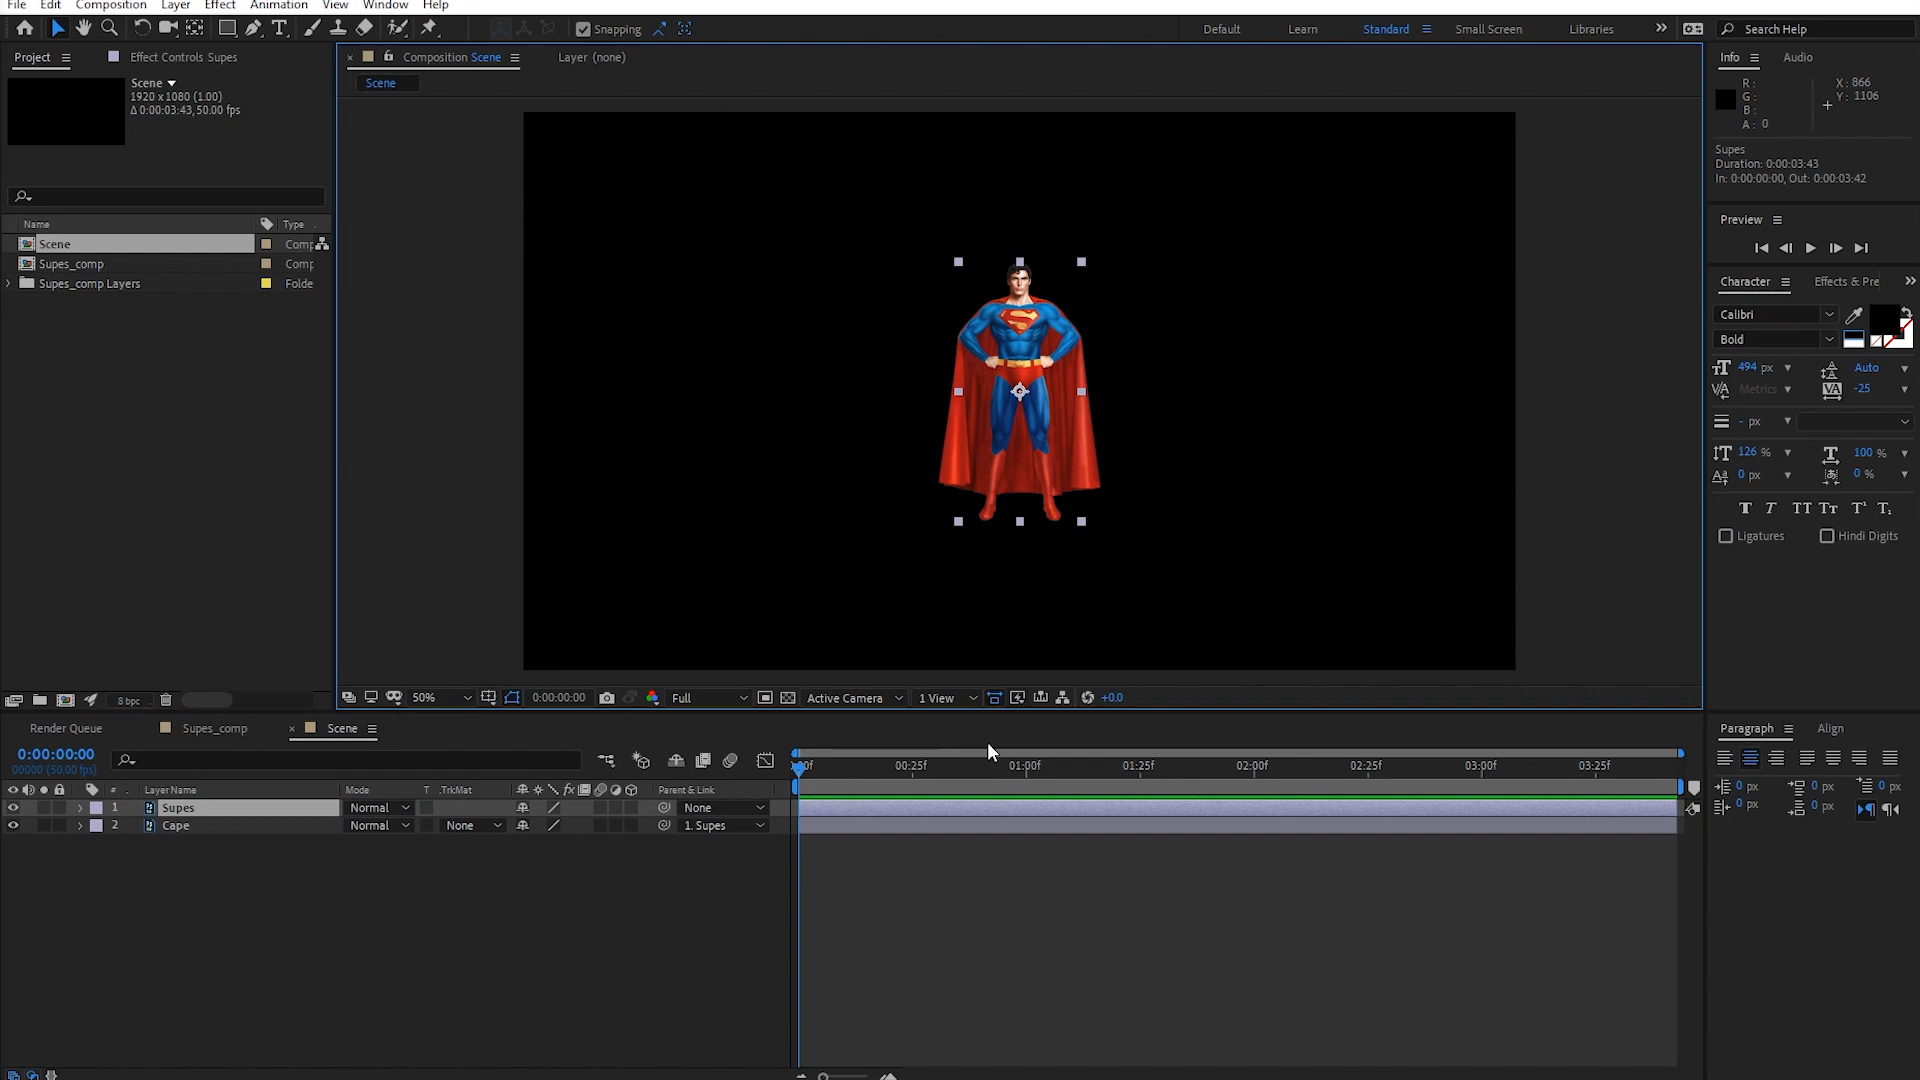 File Edit Composition Layer Effect Animation View Window Help
Snapping
Default Learn Standard Small Screen Libraries Search Help
Project Effect Controls Supes
Composition Scene Layer (none)
Info Audio
Scene
1920 x 1080 (1.00)
Δ 0:00:03:43, 50.00 fps
Scene
R:
G:
B:
A: 0
X: 866
Y: 1106
Supes
Duration: 0:00:03:43
In: 0:00:00:00, Out: 0:00:03:42
Name Type
Scene Comp
Supes_comp Comp
Supes_comp Layers Folde
Preview
Character Effects & Pre
Calibri
Bold
494 px Auto
Metrics -25
- px
126 % 100 %
0 px 0 %
Ligatures Hindi Digits
8 bpc
50% 0:00:00:00 Full Active Camera 1 View +0.0
Render Queue Supes_comp Scene
0:00:00:00
00000 (50.00 fps)
00:25f 01:00f 01:25f 02:00f 02:25f 03:00f 03:25f
# Layer Name Mode T .TrkMat Parent & Link
1 Supes Normal None
2 Cape Normal None 1. Supes
Paragraph Align
0 px 0 px 0 px
0 px 0 px